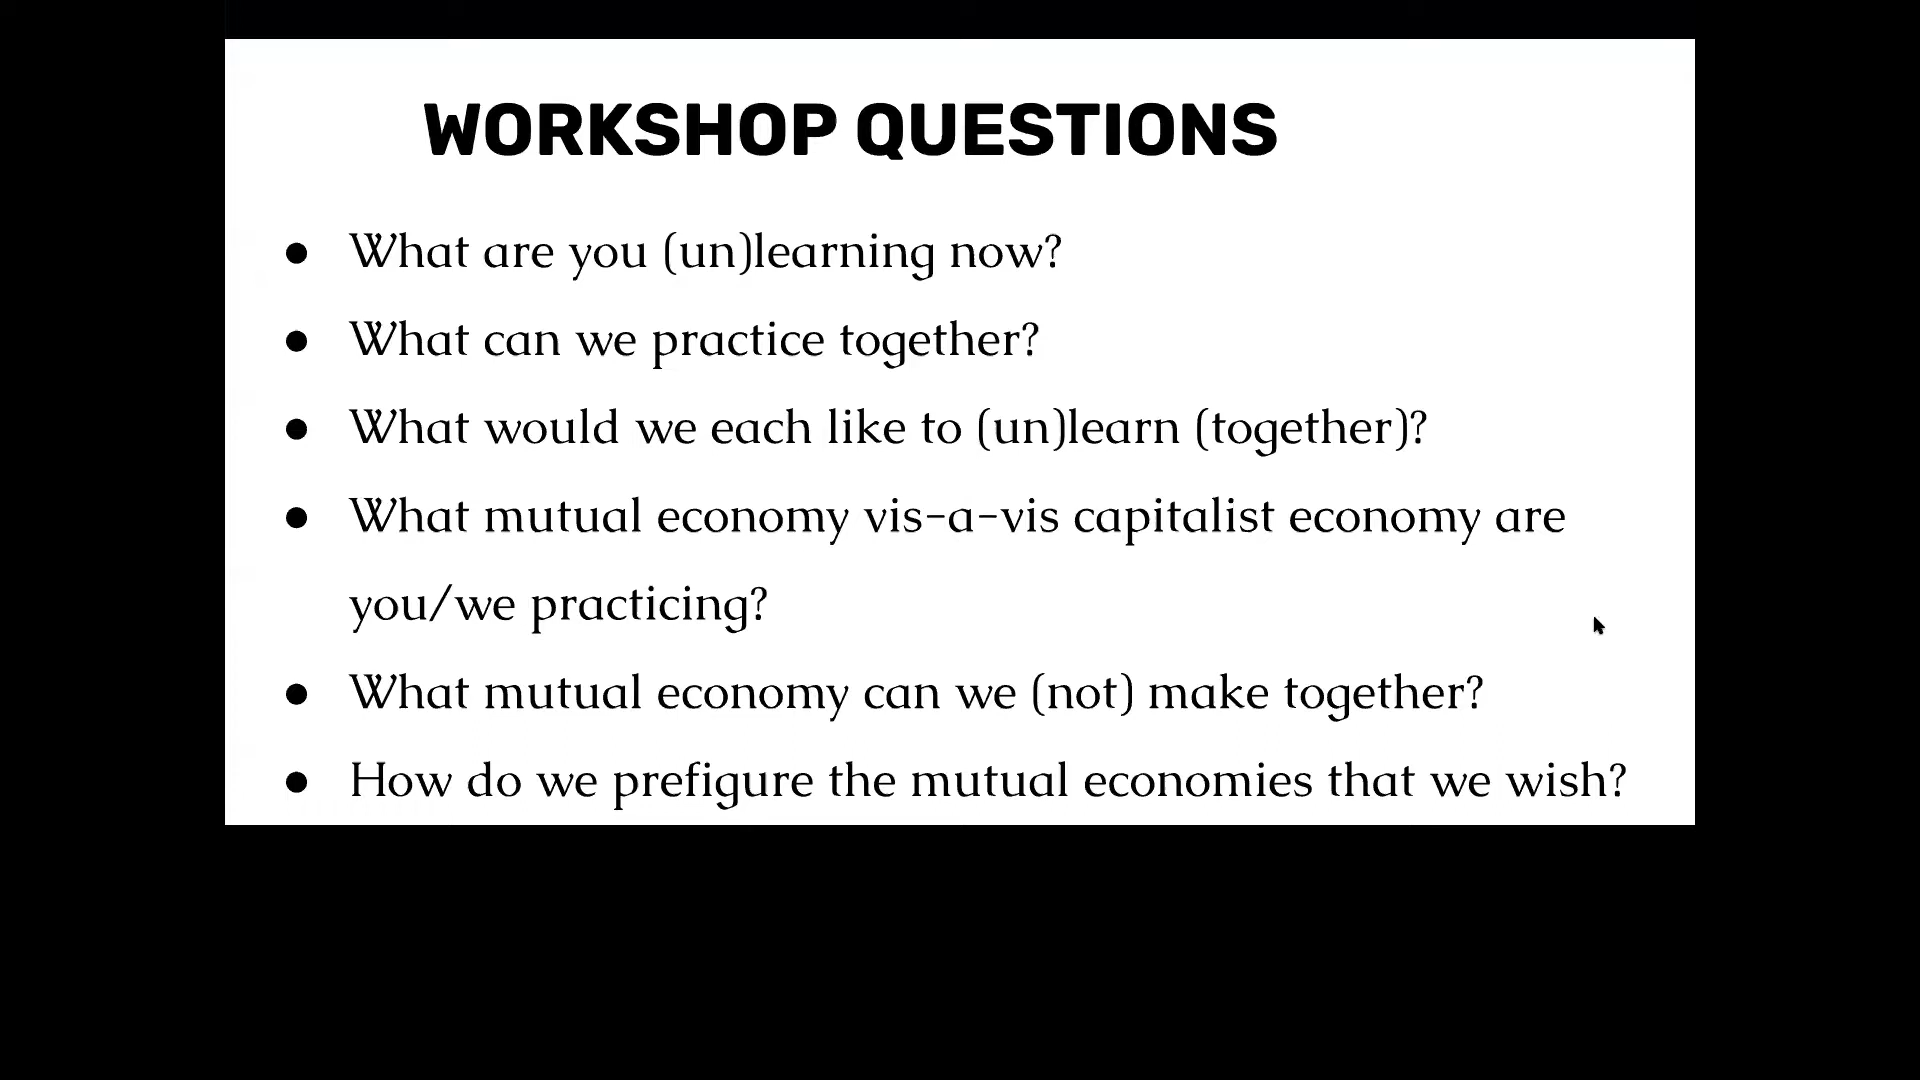 WORKSHOP QUESTIONS
● What are you (un)learning now?
● What can we practice together?
● What would we each like to (un)learn (together)?
● What mutual economy vis-a-vis capitalist economy are
you/we practicing?
● What mutual economy can we (not) make together?
● How do we prefigure the mutual economies that we wish?